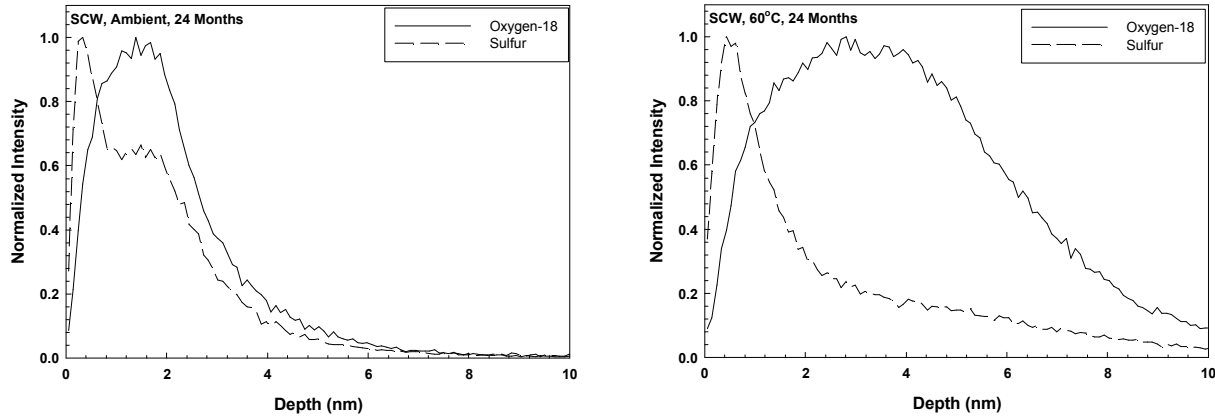 SCW, Ambient, 24 Months
Oxygen-18
Sulfur
Normalized Intensity
1.0
0.8
0.6
0.4
0.2
0.0
0 2 4 6 8 10
Depth (nm)
SCW, 60°C, 24 Months
Oxygen-18
Sulfur
Normalized Intensity
1.0
0.8
0.6
0.4
0.2
0.0
0 2 4 6 8 10
Depth (nm)